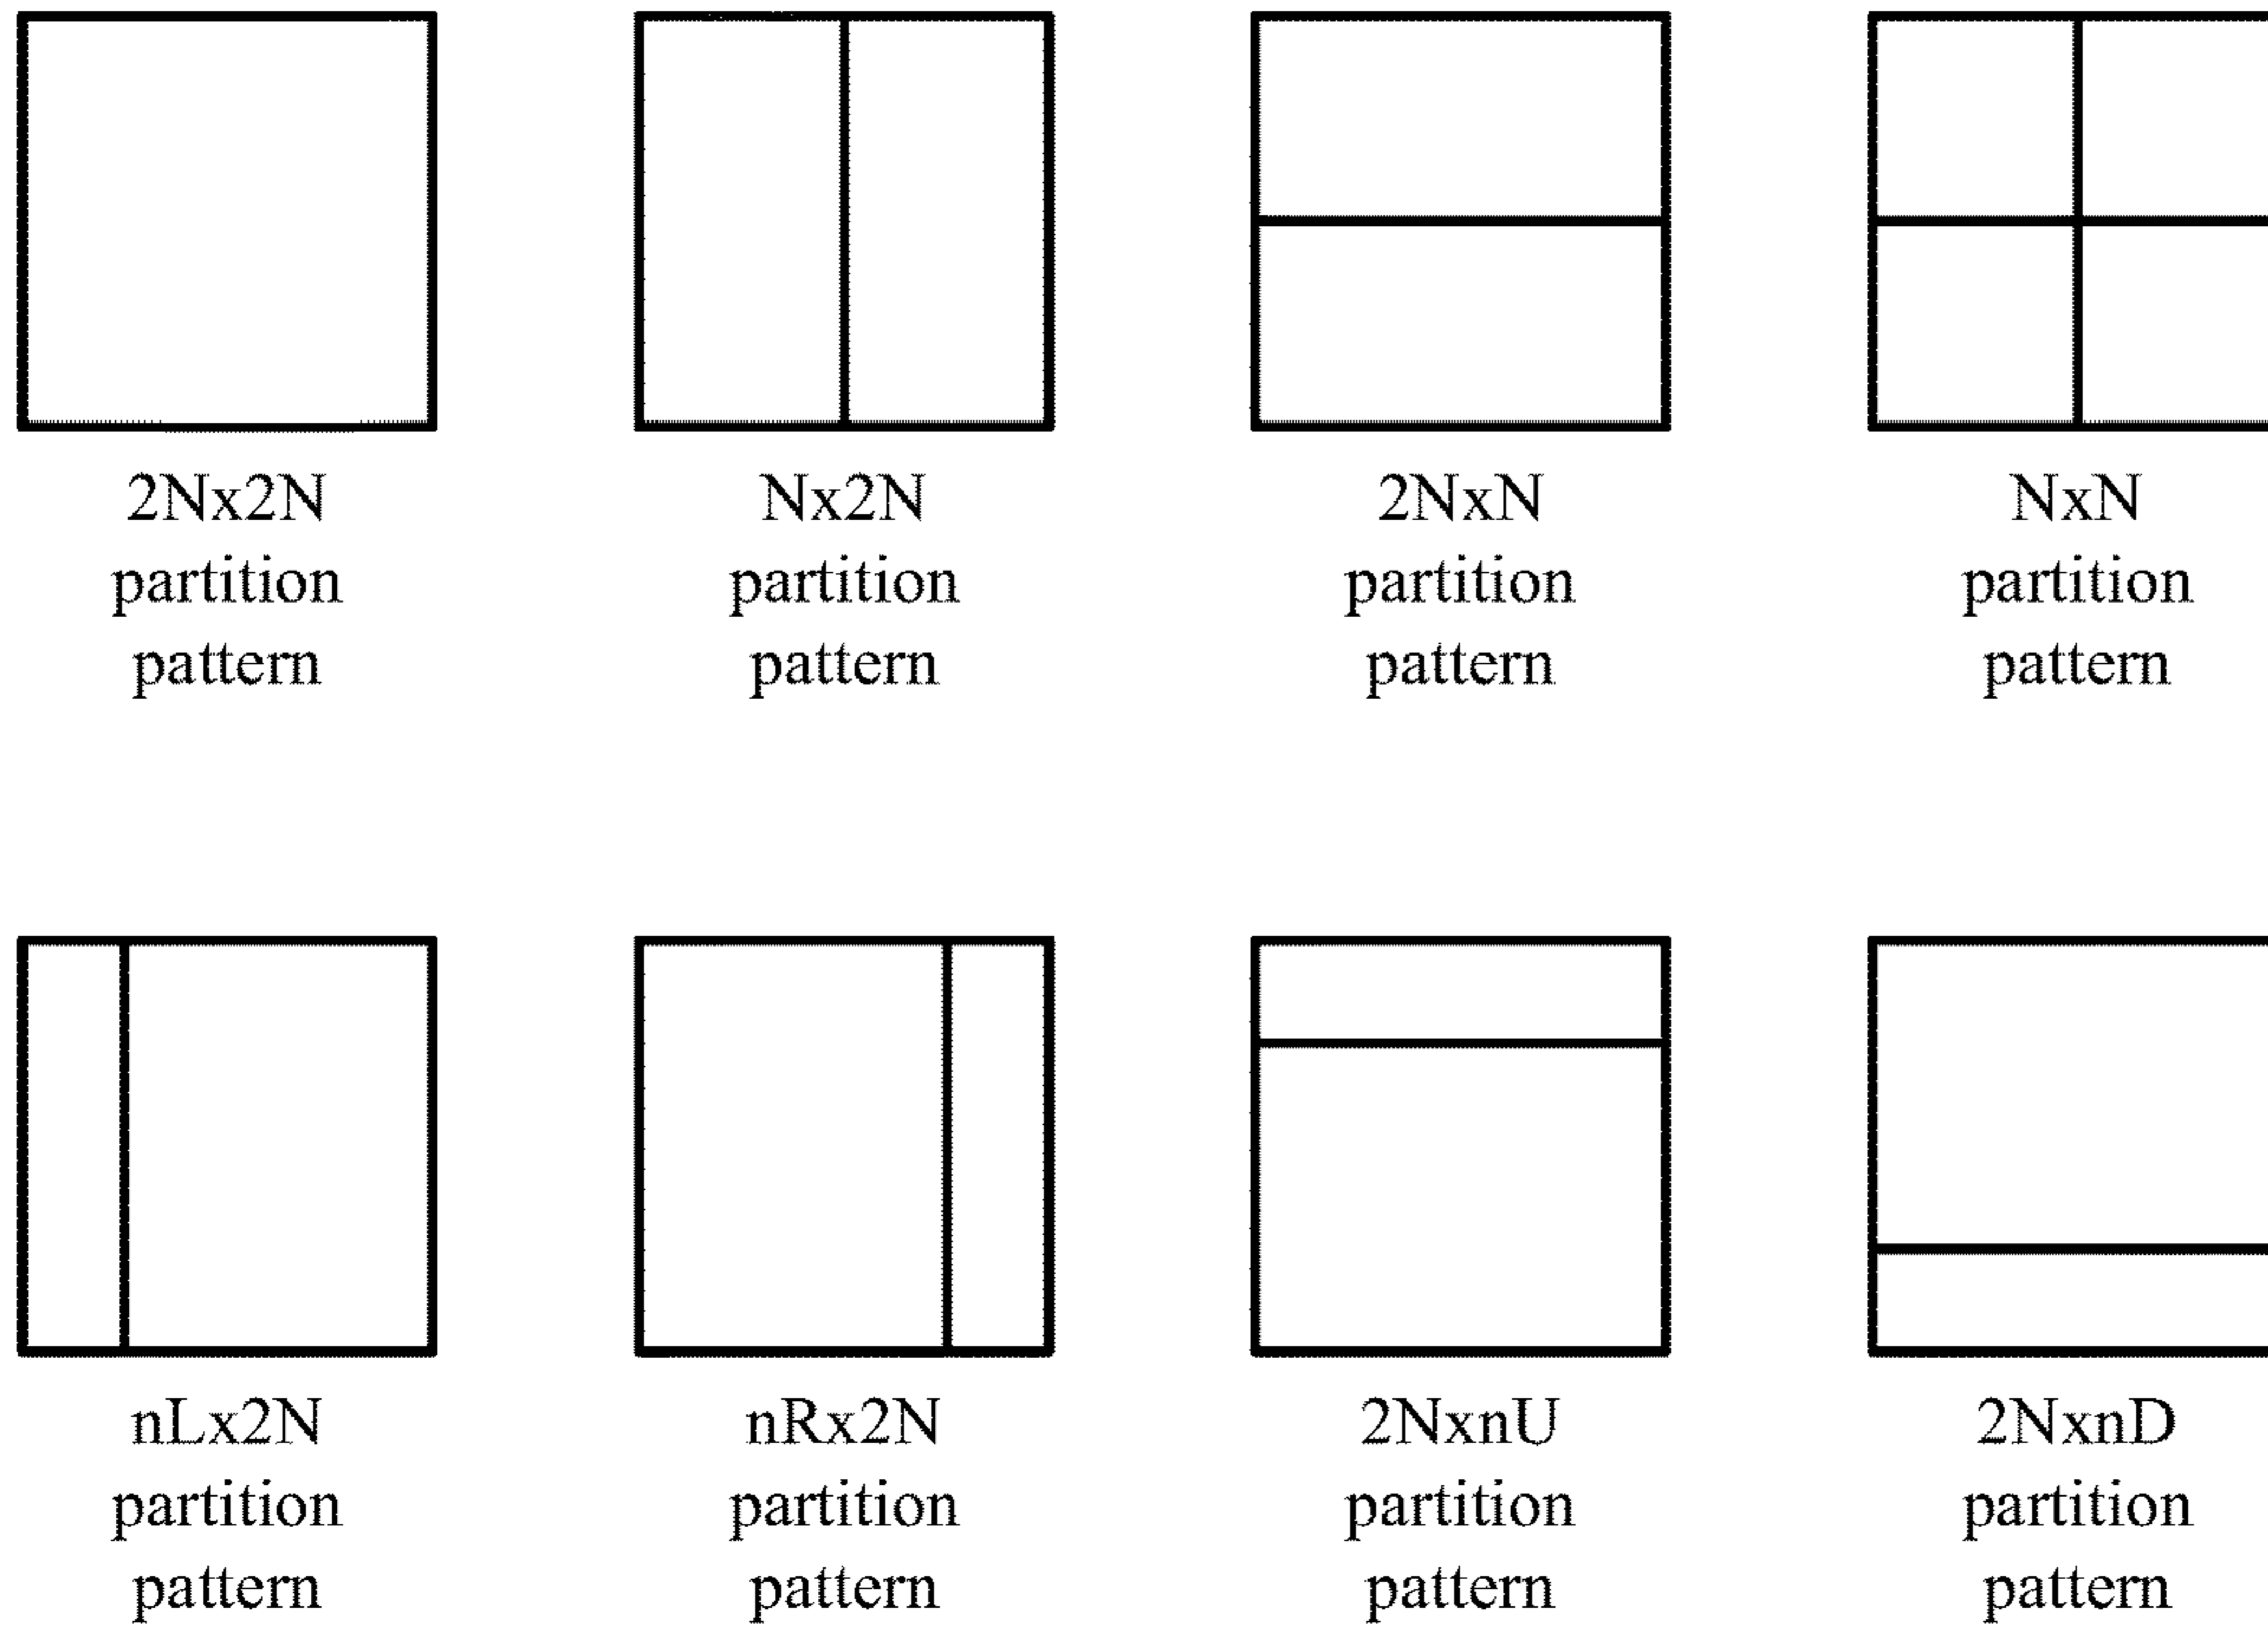 2Nx2N
partition
pattern
Nx2N
partition
pattern
2NxN
partition
pattern
NxN
partition
pattern
nLx2N
partition
pattern
nRx2N
partition
pattern
2NxnU
partition
pattern
2NxnD
partition
pattern